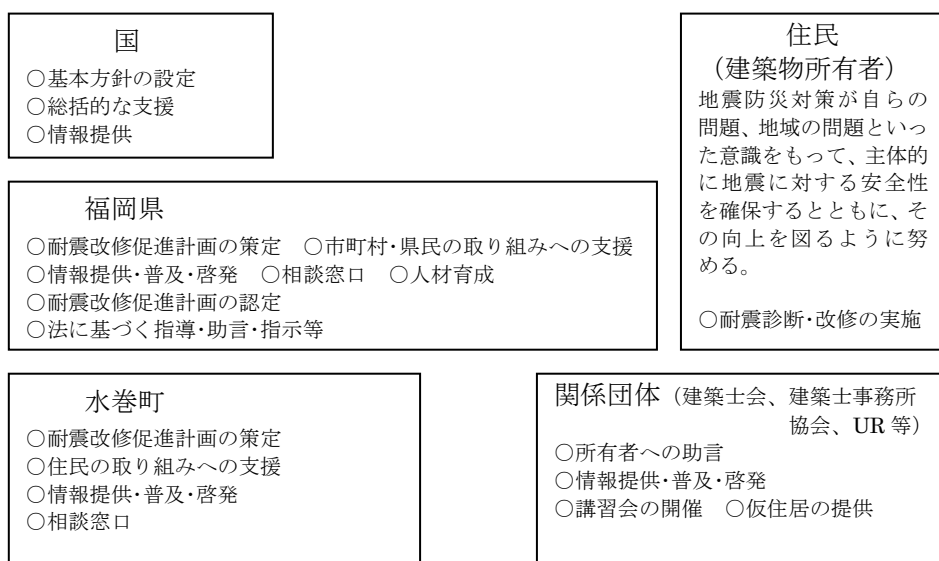 国
○基本方針の設定
○総括的な支援
○情報提供
住民
(建築物所有者)
地震防災対策が自らの
問題、地域の問題といっ
た意識をもって、主体的
に地震に対する安全性
を確保するとともに、そ
の向上を図るように努
める。
○耐震診断・改修の実施
福岡県
○耐震改修促進計画の策定 ○市町村・県民の取り組みへの支援
○情報提供・普及・啓発 ○相談窓口 ○人材育成
○耐震改修促進計画の認定
○法に基づく指導・助言・指示等
水巻町
○耐震改修促進計画の策定
○住民の取り組みへの支援
○情報提供・普及・啓発
○相談窓口
関係団体(建築士会、建築士事務所
協会、UR 等)
○所有者への助言
○情報提供・普及・啓発
○講習会の開催 ○仮住居の提供